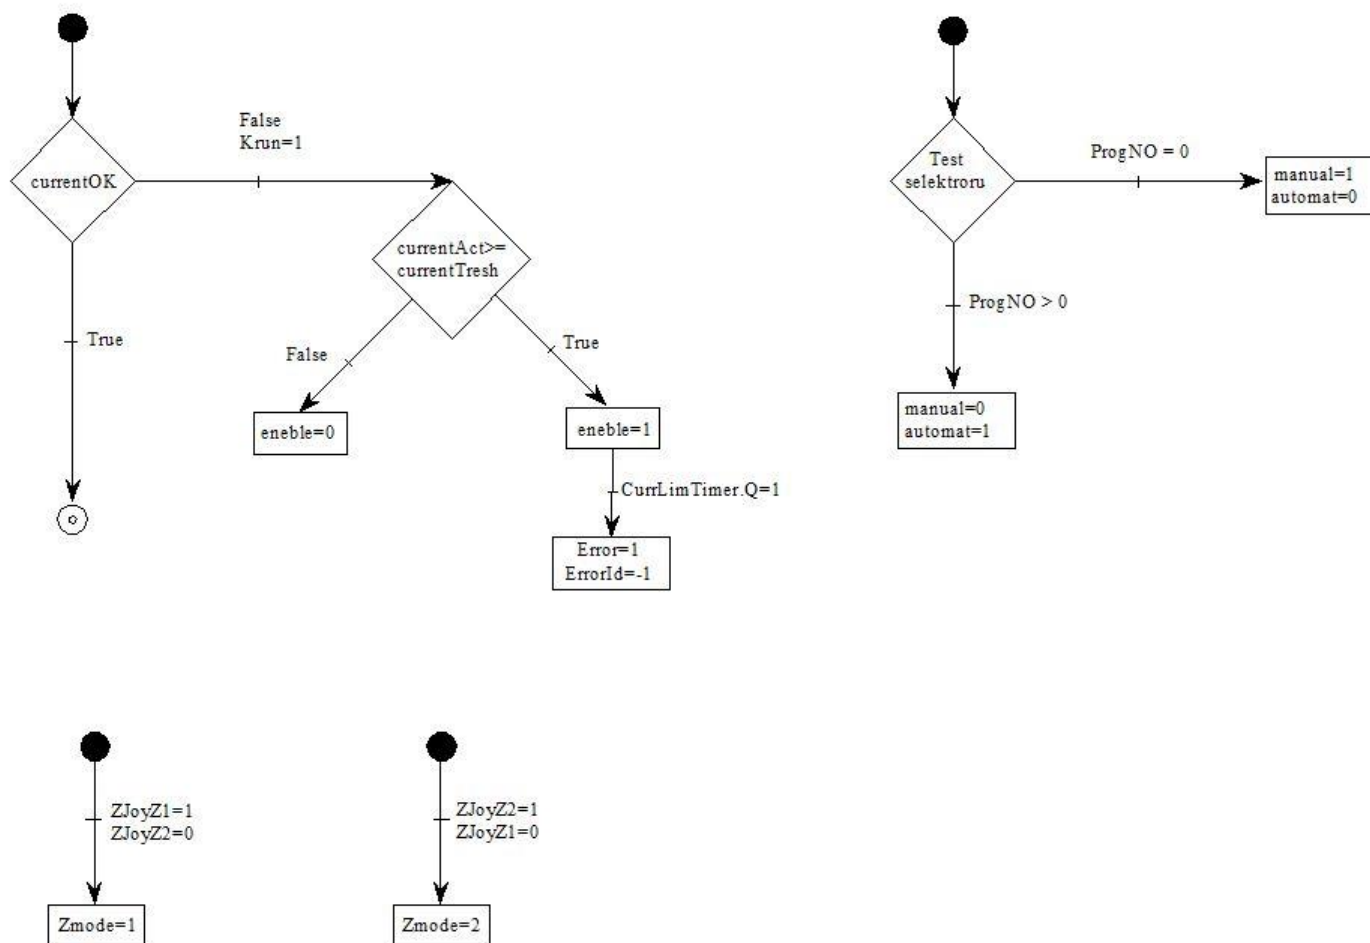 False
Krun=1
currentOK
currentAct>=
currentTresh
True
False
True
eneble=0
eneble=1
CurrLimTimer.Q=1
Error=1
ErrorId=-1
Test
selektroru
ProgNO = 0
manual=1
automat=0
ProgNO > 0
manual=0
automat=1
ZJoyZ1=1
ZJoyZ2=0
Zmode=1
ZJoyZ2=1
ZJoyZ1=0
Zmode=2